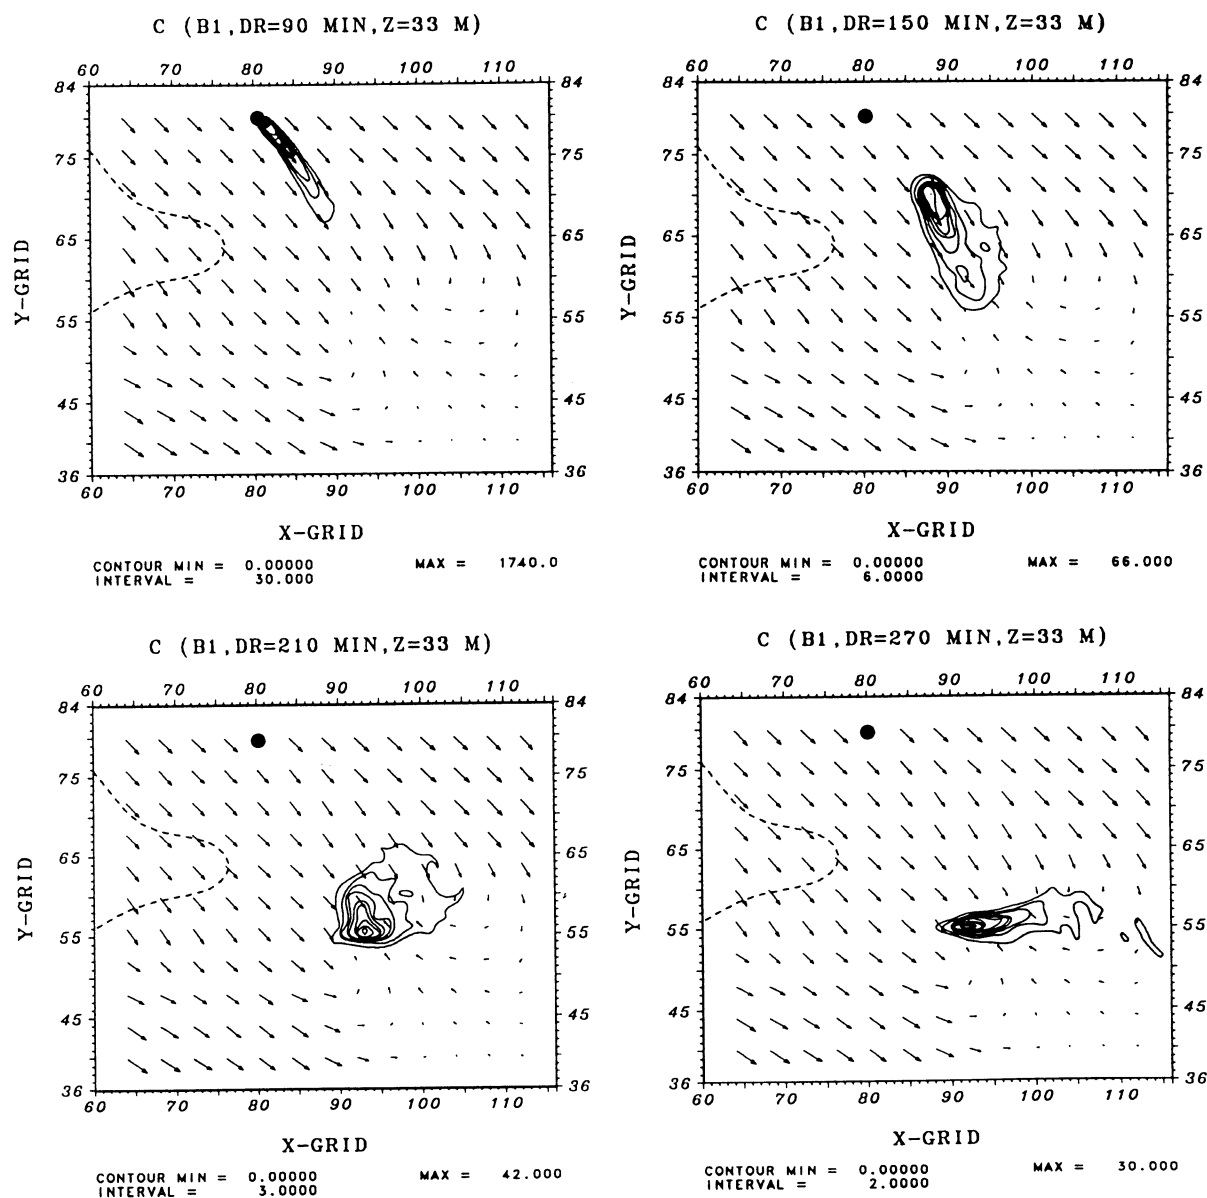 C (B1,DR=90 MIN,Z=33 M)
60 70 80 90 100 110
84 84
75 75
65 65
55 55
45 45
36 36
60 70 80 90 100 110
Y-GRID
X-GRID
CONTOUR MIN = 0.00000 MAX = 1740.0
INTERVAL = 30.000
C (B1,DR=150 MIN,Z=33 M)
60 70 80 90 100 110
84 84
75 75
65 65
55 55
45 45
36 36
60 70 80 90 100 110
Y-GRID
X-GRID
CONTOUR MIN = 0.00000 MAX = 66.000
INTERVAL = 6.0000
C (B1,DR=210 MIN,Z=33 M)
60 70 80 90 100 110
84 84
75 75
65 65
55 55
45 45
36 36
60 70 80 90 100 110
Y-GRID
X-GRID
CONTOUR MIN = 0.00000 MAX = 42.000
INTERVAL = 3.0000
C (B1,DR=270 MIN,Z=33 M)
60 70 80 90 100 110
84 84
75 75
65 65
55 55
45 45
36 36
60 70 80 90 100 110
Y-GRID
X-GRID
CONTOUR MIN = 0.00000 MAX = 30.000
INTERVAL = 2.0000